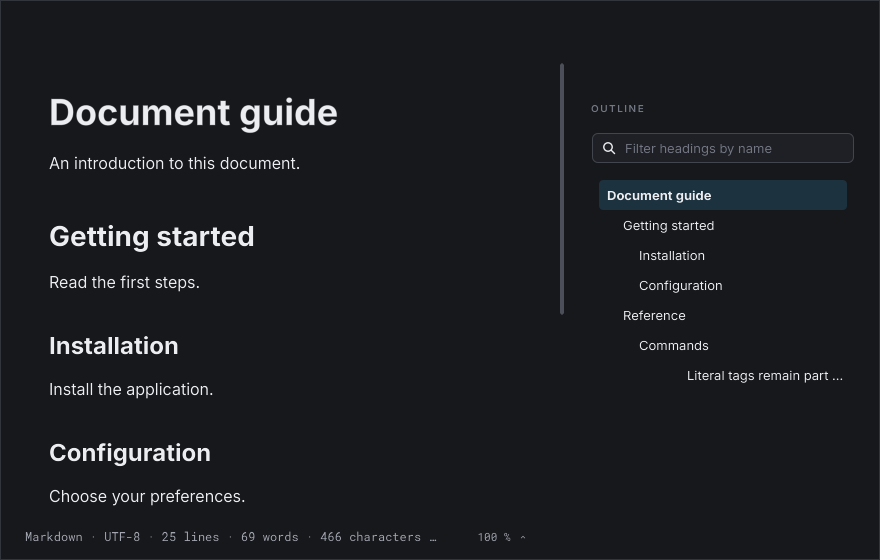 Document guide
An introduction to this document.
Getting started
Read the first steps.
Installation
Install the application.
Configuration
Choose your preferences.
Markdown · UTF-8 · 25 lines · 69 words · 466 characters … 100 % ^
OUTLINE
Filter headings by name
Document guide
Getting started
Installation
Configuration
Reference
Commands
Literal tags remain part …